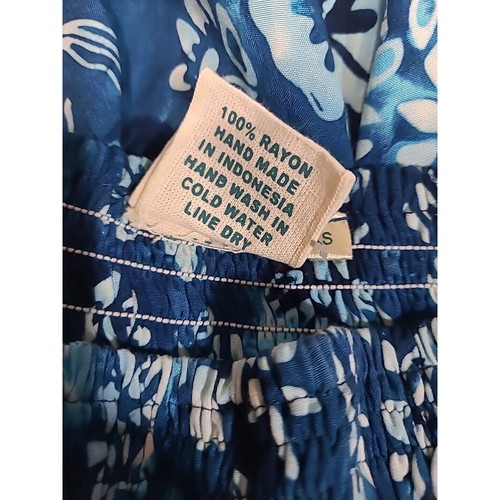 100% RAYON
HAND MADE
IN INDONESIA
HAND WASH IN
COLD WATER
LINE DRY